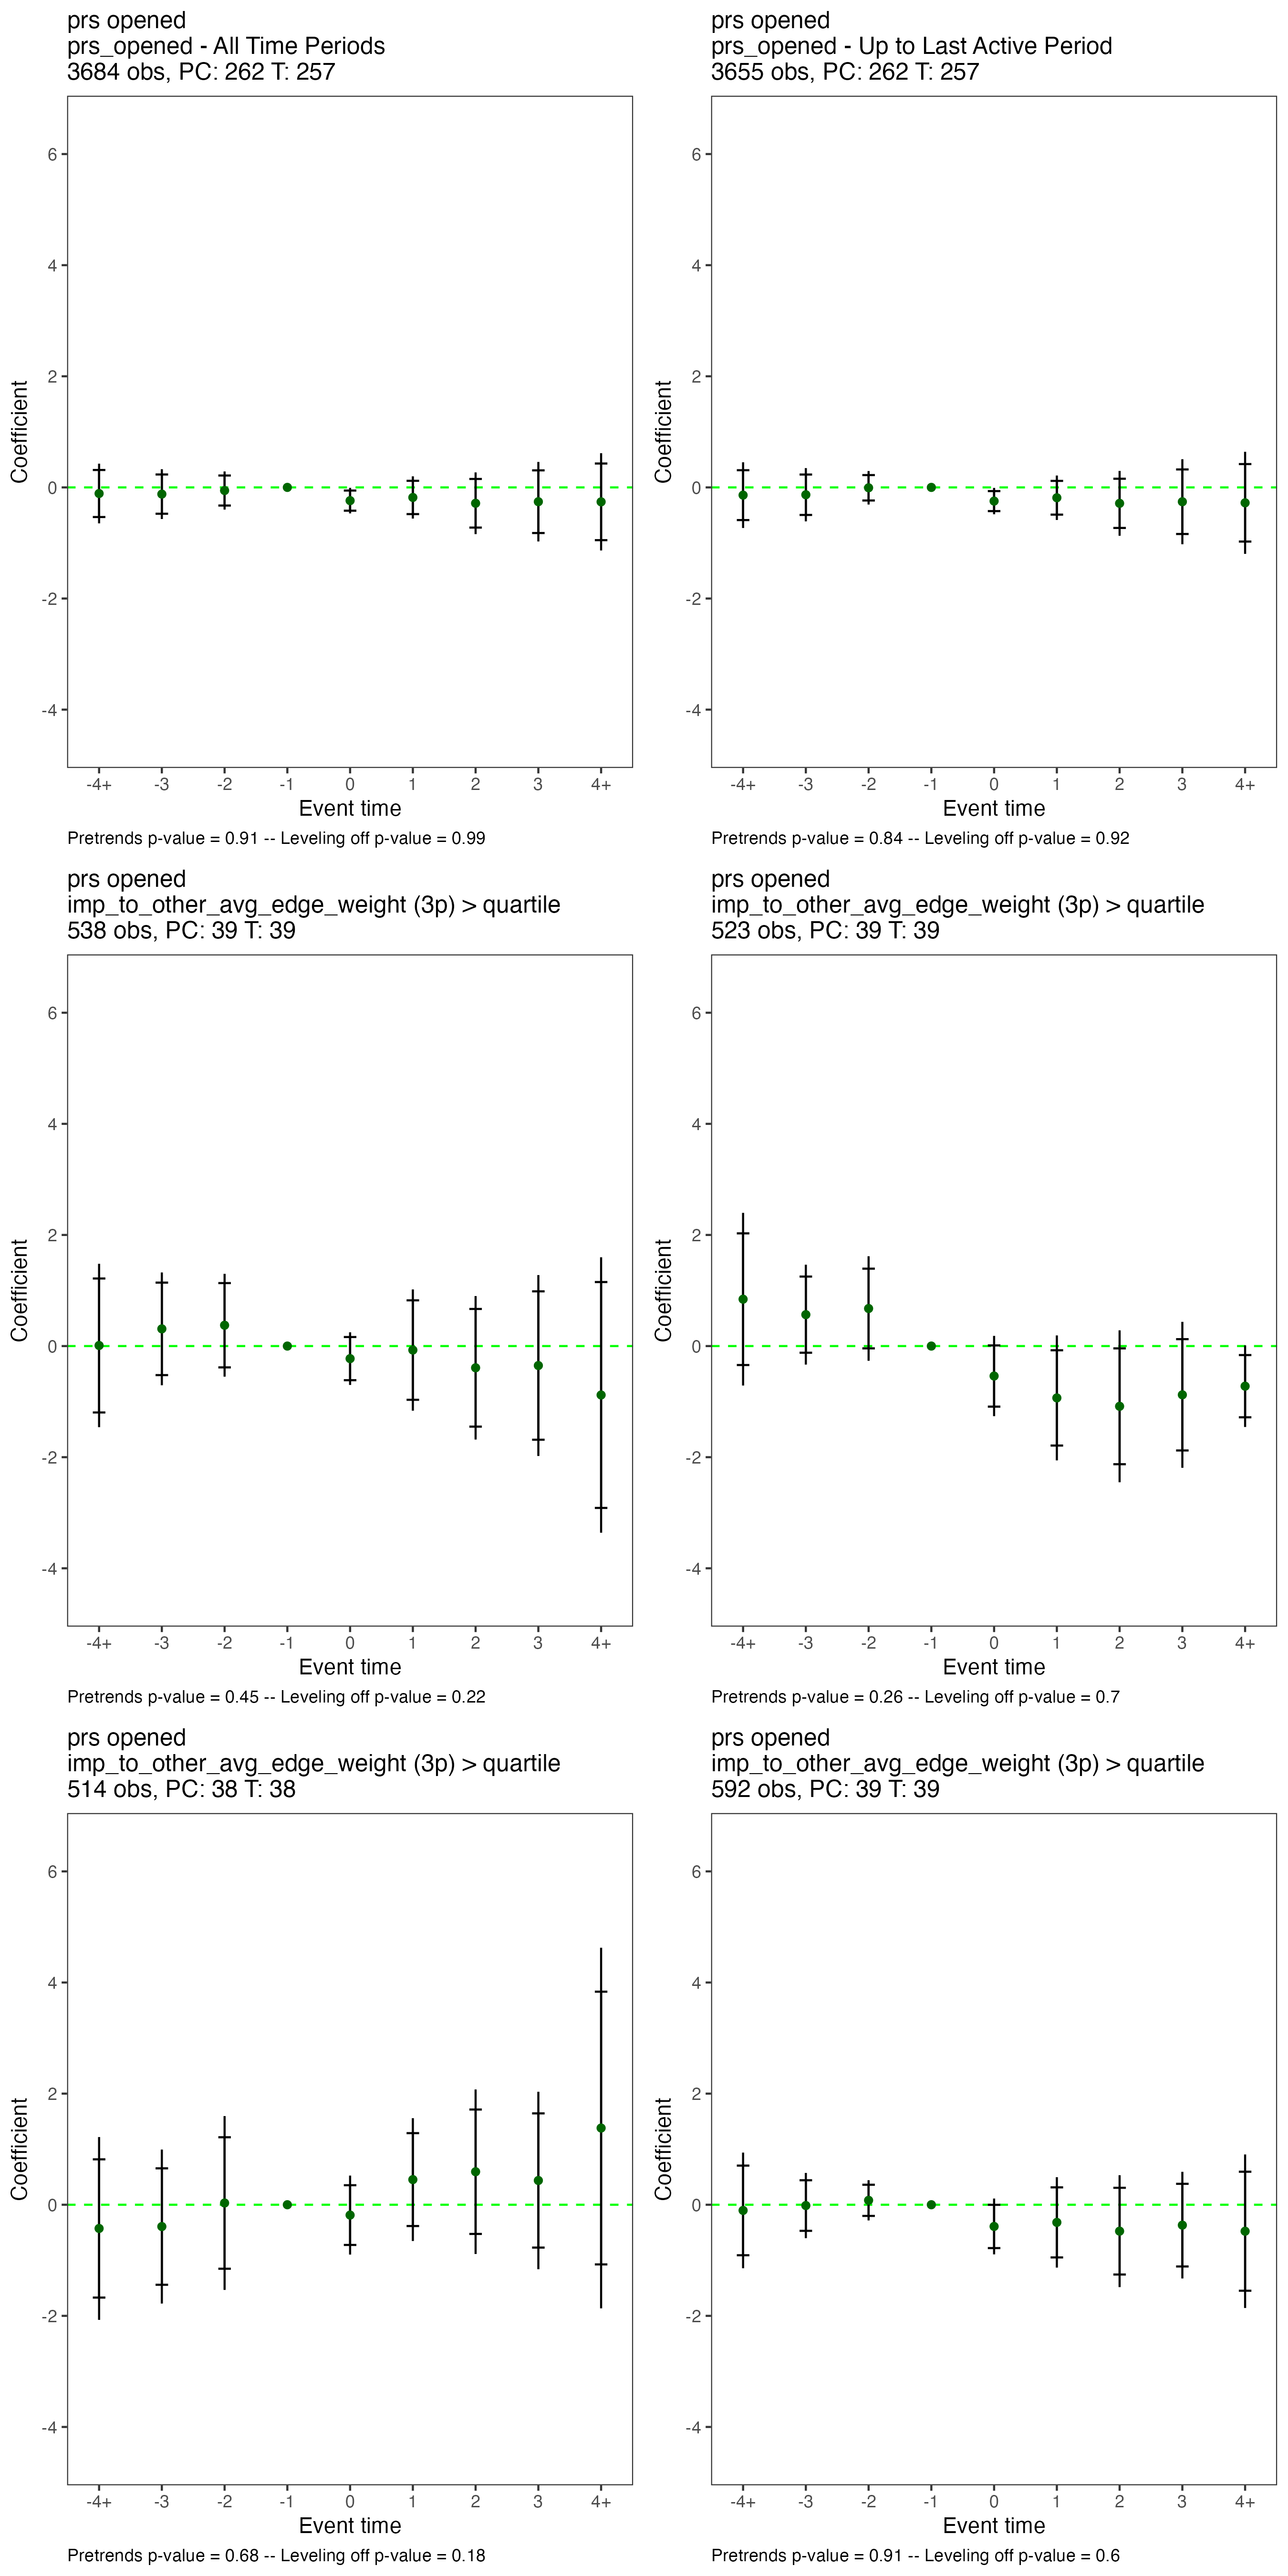 prs opened
prs_opened - All Time Periods
3684 obs, PC: 262 T: 257
6
4
2
0
-2
-4
Coefficient
-4+ -3 -2 -1 0 1 2 3 4+
Event time
Pretrends p-value = 0.91 -- Leveling off p-value = 0.99
prs opened
prs_opened - Up to Last Active Period
3655 obs, PC: 262 T: 257
6
4
2
0
-2
-4
Coefficient
-4+ -3 -2 -1 0 1 2 3 4+
Event time
Pretrends p-value = 0.84 -- Leveling off p-value = 0.92
prs opened
imp_to_other_avg_edge_weight (3p) > quartile
538 obs, PC: 39 T: 39
6
4
2
0
-2
-4
Coefficient
-4+ -3 -2 -1 0 1 2 3 4+
Event time
Pretrends p-value = 0.45 -- Leveling off p-value = 0.22
prs opened
imp_to_other_avg_edge_weight (3p) > quartile
523 obs, PC: 39 T: 39
6
4
2
0
-2
-4
Coefficient
-4+ -3 -2 -1 0 1 2 3 4+
Event time
Pretrends p-value = 0.26 -- Leveling off p-value = 0.7
prs opened
imp_to_other_avg_edge_weight (3p) > quartile
514 obs, PC: 38 T: 38
6
4
2
0
-2
-4
Coefficient
-4+ -3 -2 -1 0 1 2 3 4+
Event time
Pretrends p-value = 0.68 -- Leveling off p-value = 0.18
prs opened
imp_to_other_avg_edge_weight (3p) > quartile
592 obs, PC: 39 T: 39
6
4
2
0
-2
-4
Coefficient
-4+ -3 -2 -1 0 1 2 3 4+
Event time
Pretrends p-value = 0.91 -- Leveling off p-value = 0.6